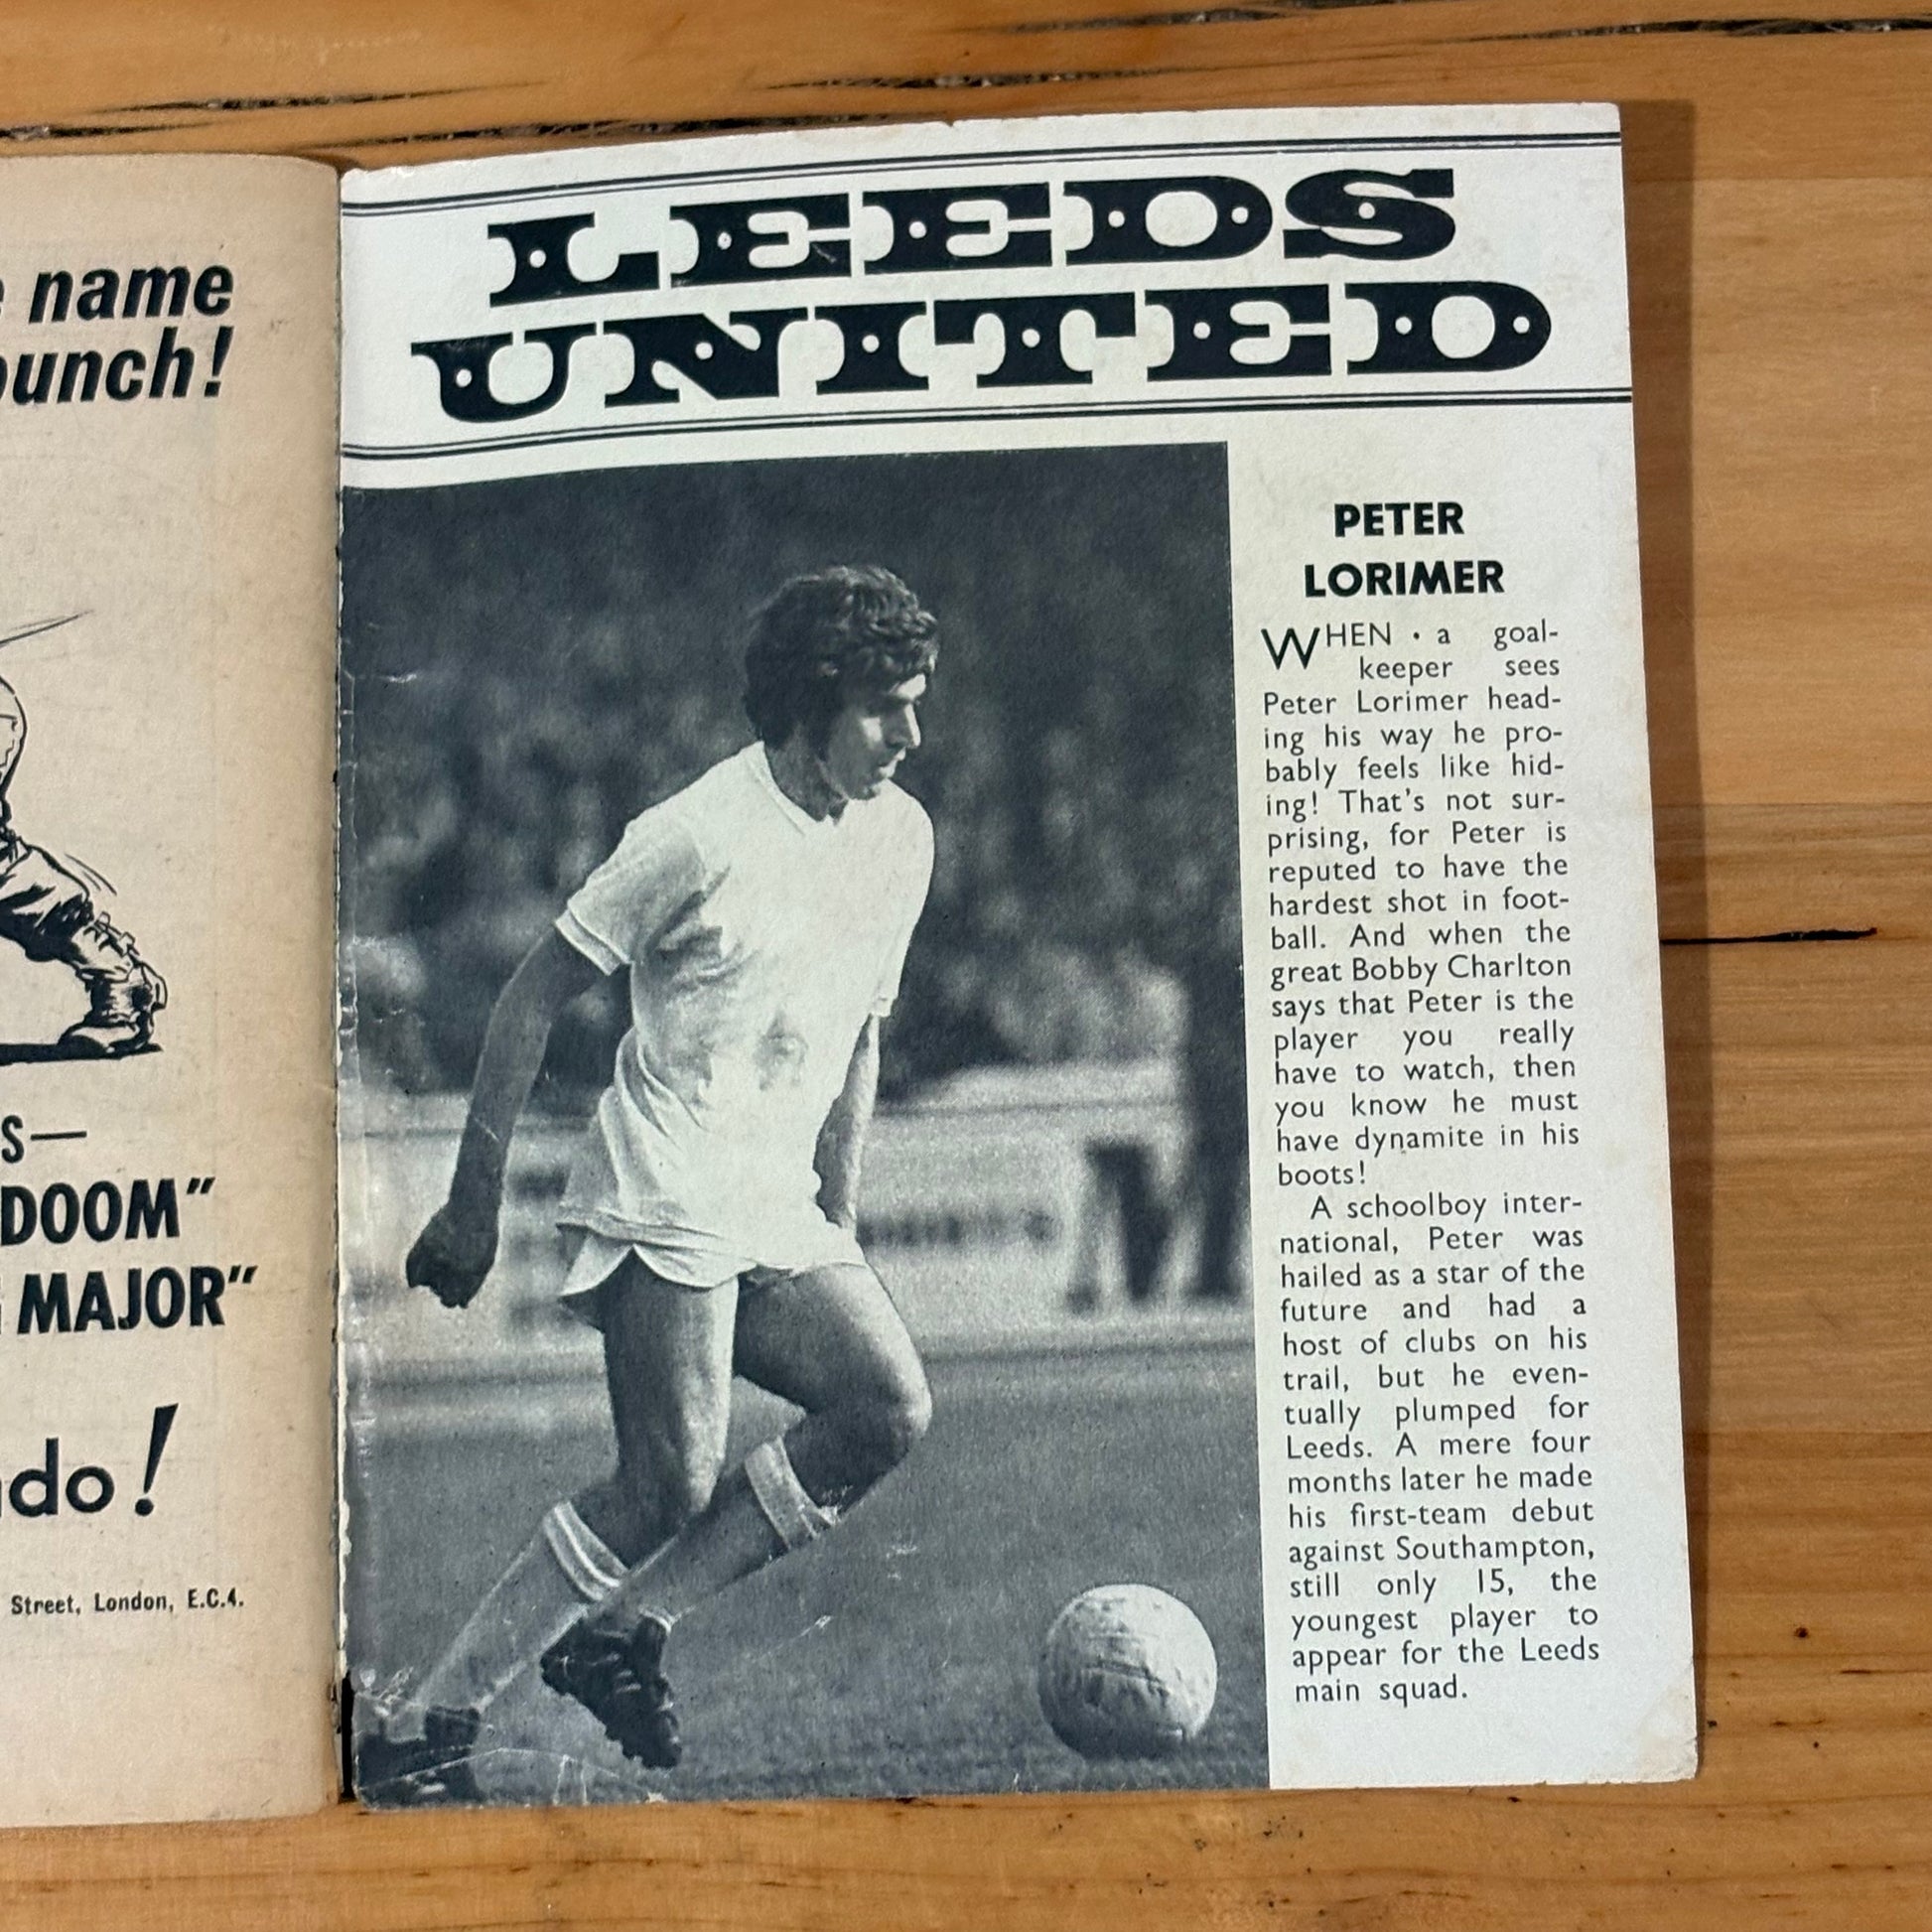 name
punch!
S—
DOOM"
MAJOR"
do!
Street, London, E.C.4.
LEEDS
UNITED
PETER
LORIMER
WHEN · a goal-
keeper sees
Peter Lorimer head-
ing his way he pro-
bably feels like hid-
ing! That's not sur-
prising, for Peter is
reputed to have the
hardest shot in foot-
ball. And when the
great Bobby Charlton
says that Peter is the
player you really
have to watch, then
you know he must
have dynamite in his
boots!
A schoolboy inter-
national, Peter was
hailed as a star of the
future and had a
host of clubs on his
trail, but he even-
tually plumped for
Leeds. A mere four
months later he made
his first-team debut
against Southampton,
still only 15, the
youngest player to
appear for the Leeds
main squad.